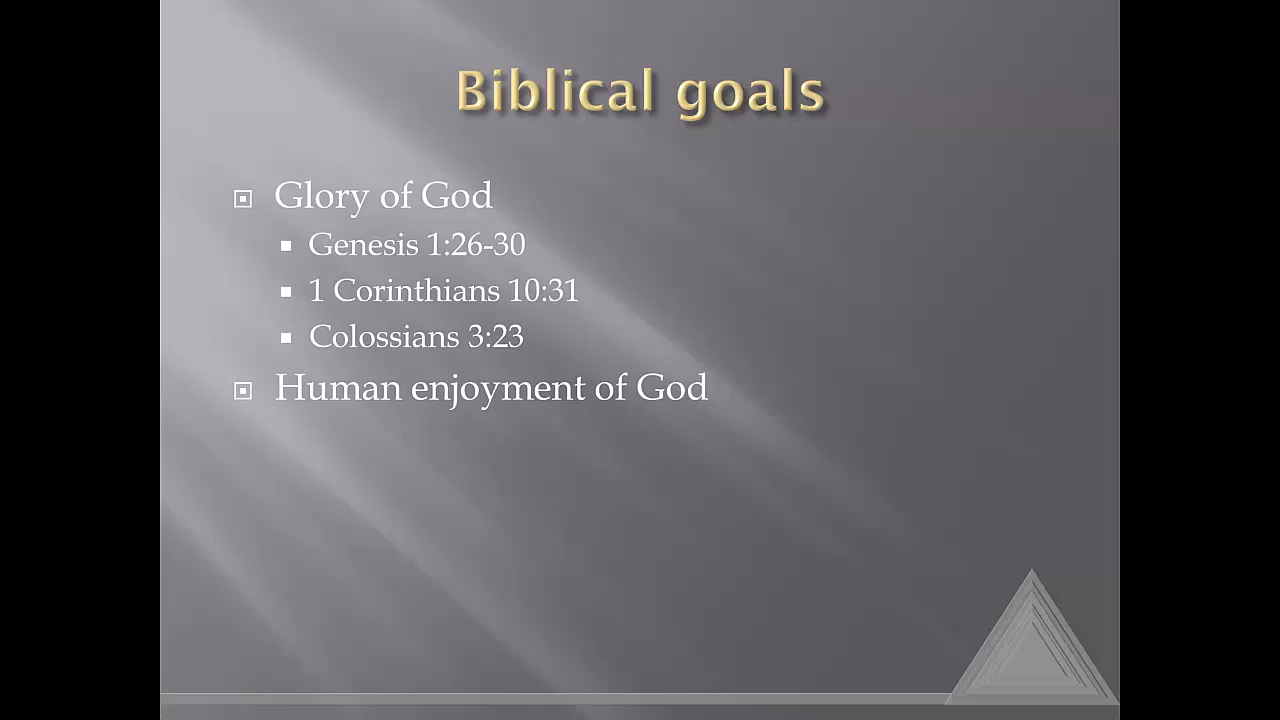 Biblical goals
Glory of God
Genesis 1:26-30
1 Corinthians 10:31
Colossians 3:23
Human enjoyment of God